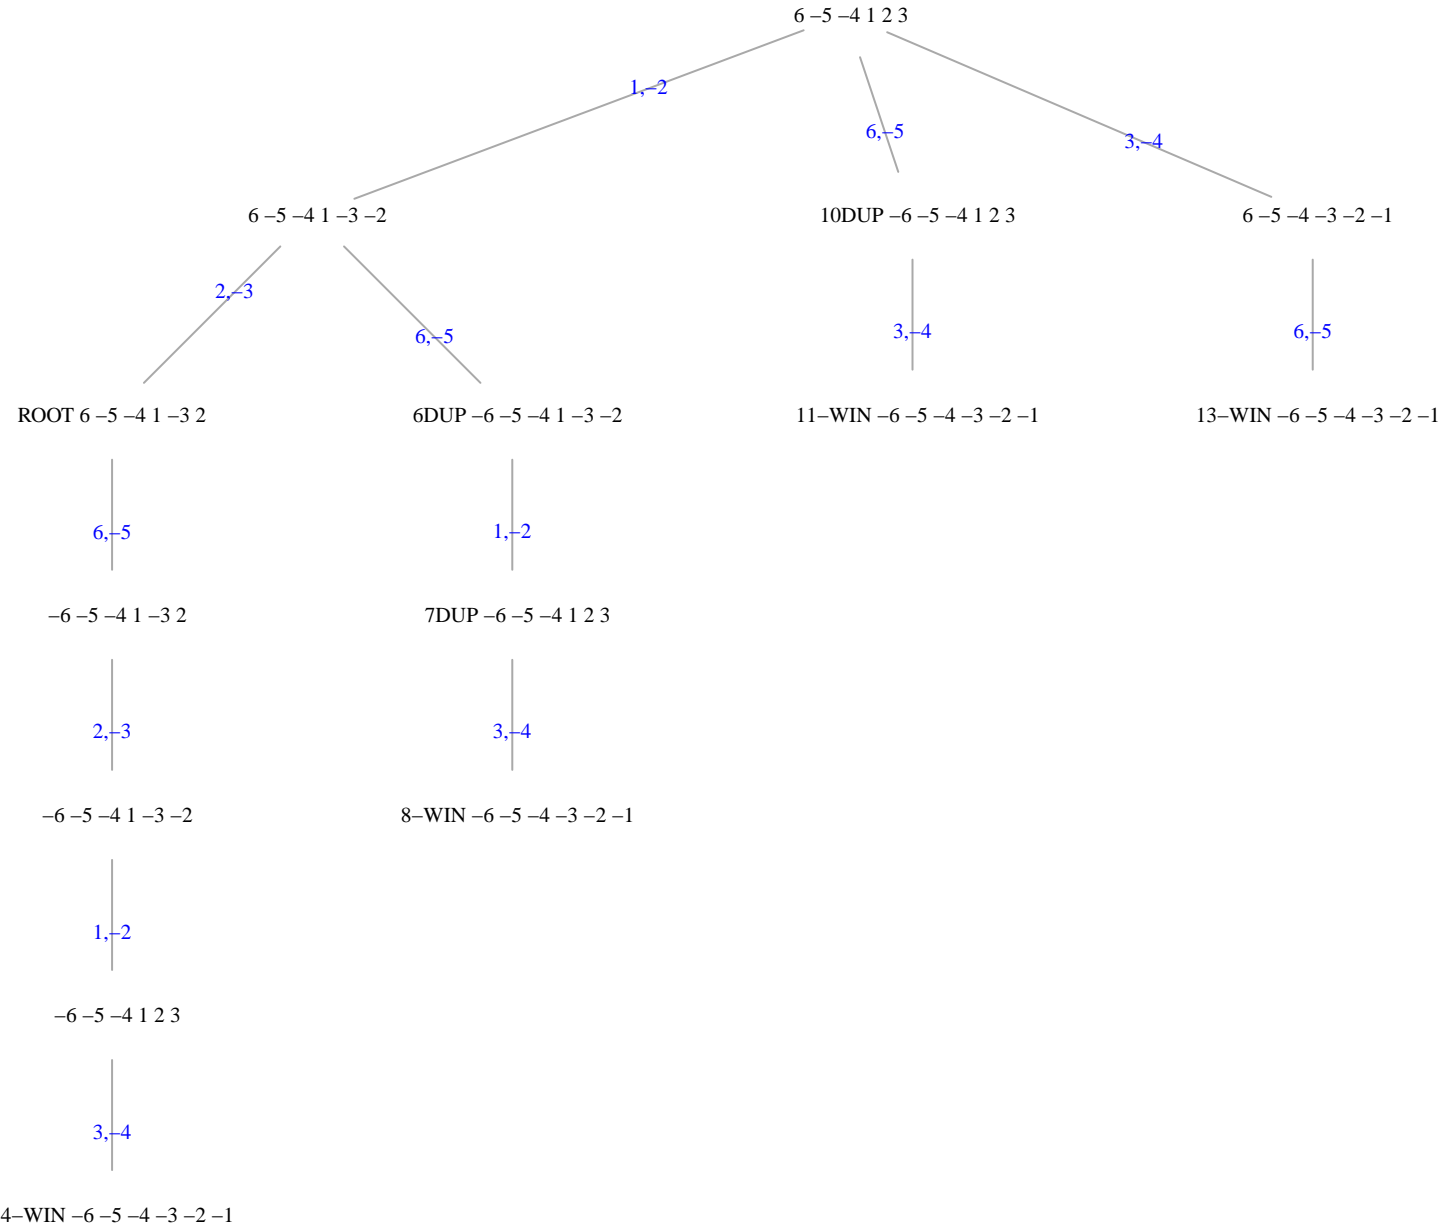 6 –5 –4 1 2 3
1,–2
6,–5
3,–4
6 –5 –4 1 –3 –2
10DUP –6 –5 –4 1 2 3
6 –5 –4 –3 –2 –1
2,–3
6,–5
3,–4
6,–5
ROOT 6 –5 –4 1 –3 2
6DUP –6 –5 –4 1 –3 –2
11–WIN –6 –5 –4 –3 –2 –1
13–WIN –6 –5 –4 –3 –2 –1
6,–5
1,–2
–6 –5 –4 1 –3 2
7DUP –6 –5 –4 1 2 3
2,–3
3,–4
–6 –5 –4 1 –3 –2
8–WIN –6 –5 –4 –3 –2 –1
1,–2
–6 –5 –4 1 2 3
3,–4
4–WIN –6 –5 –4 –3 –2 –1